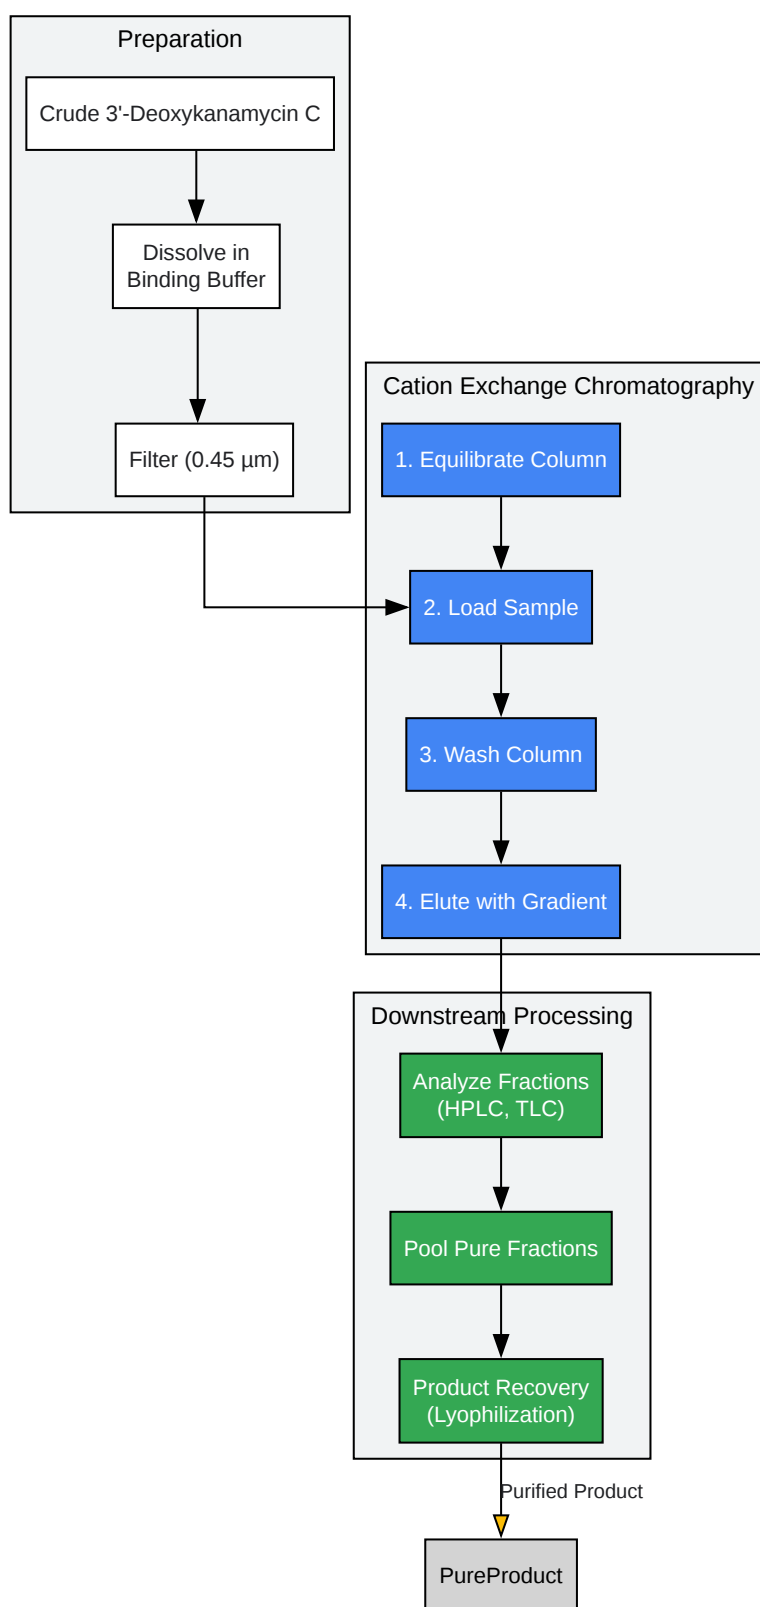 Preparation
Crude 3'-Deoxykanamycin C
Dissolve in
Binding Buffer
Filter (0.45 µm)
Cation Exchange Chromatography
1. Equilibrate Column
2. Load Sample
3. Wash Column
4. Elute with Gradient
Downstream Processing
Analyze Fractions
(HPLC, TLC)
Pool Pure Fractions
Product Recovery
(Lyophilization)
Purified Product
PureProduct